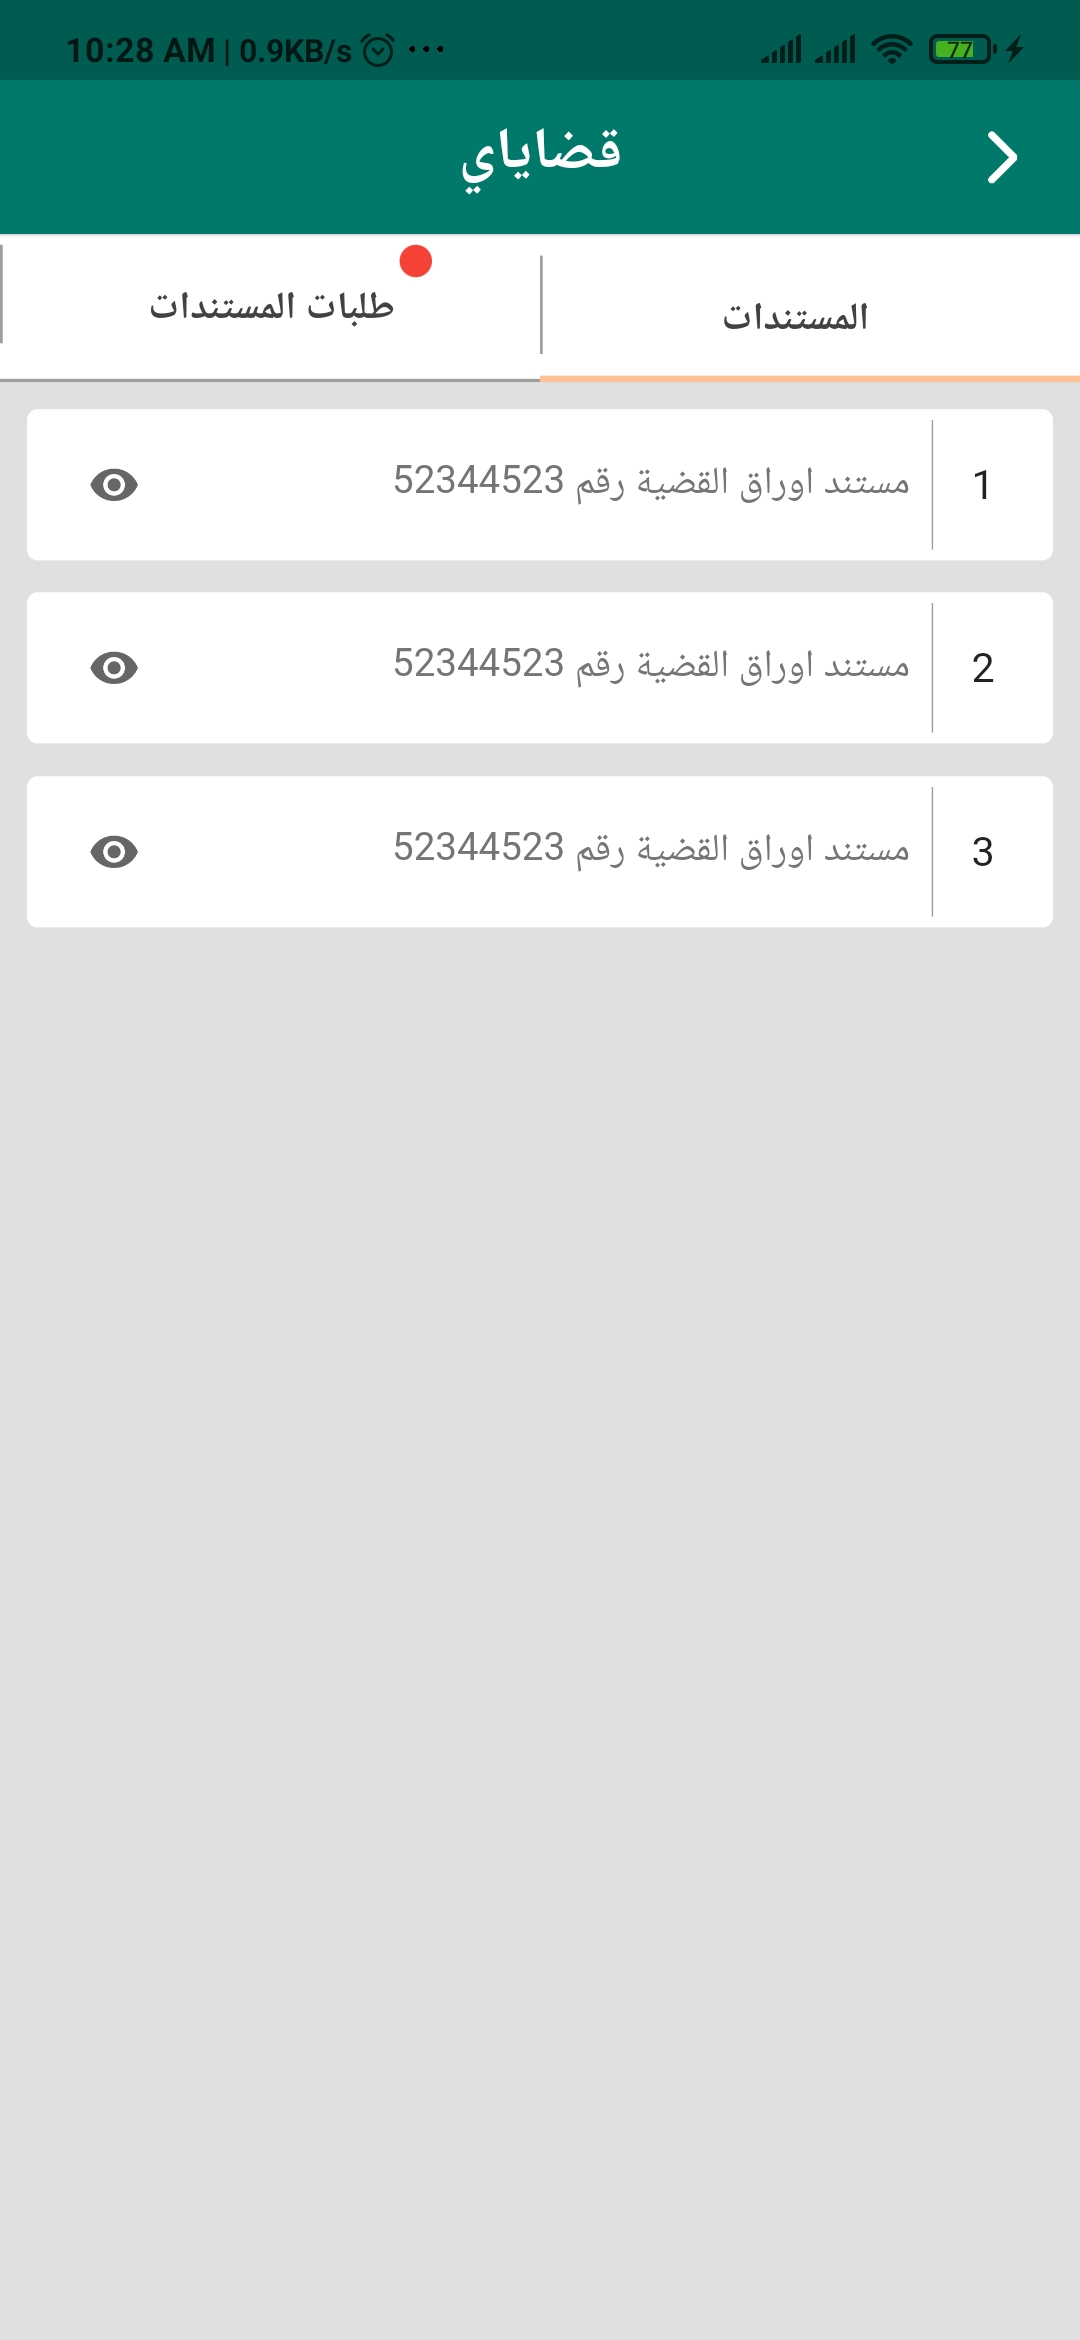 10:28 AM | 0.9KB/s ... 77
قضاياي
المستندات
طلبات المستندات
1 مستند اوراق القضية رقم 52344523
2 مستند اوراق القضية رقم 52344523
3 مستند اوراق القضية رقم 52344523